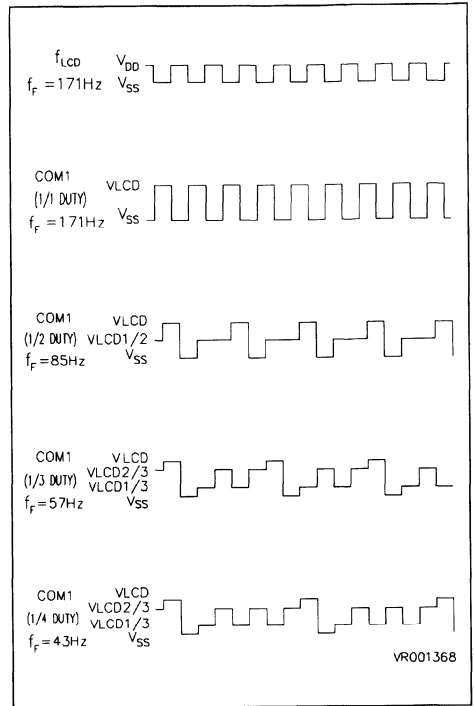 fLCD VDD
fF =171Hz VSS
COM1 VLCD
(1/1 DUTY)
fF =171Hz VSS
COM1 VLCD
(1/2 DUTY) VLCD1/2
fF=85Hz VSS
COM1 VLCD
VLCD2/3
(1/3 DUTY) VLCD1/3
fF=57Hz VSS
COM1 VLCD
VLCD2/3
(1/4 DUTY) VLCD1/3
fF=43Hz VSS
VR001368